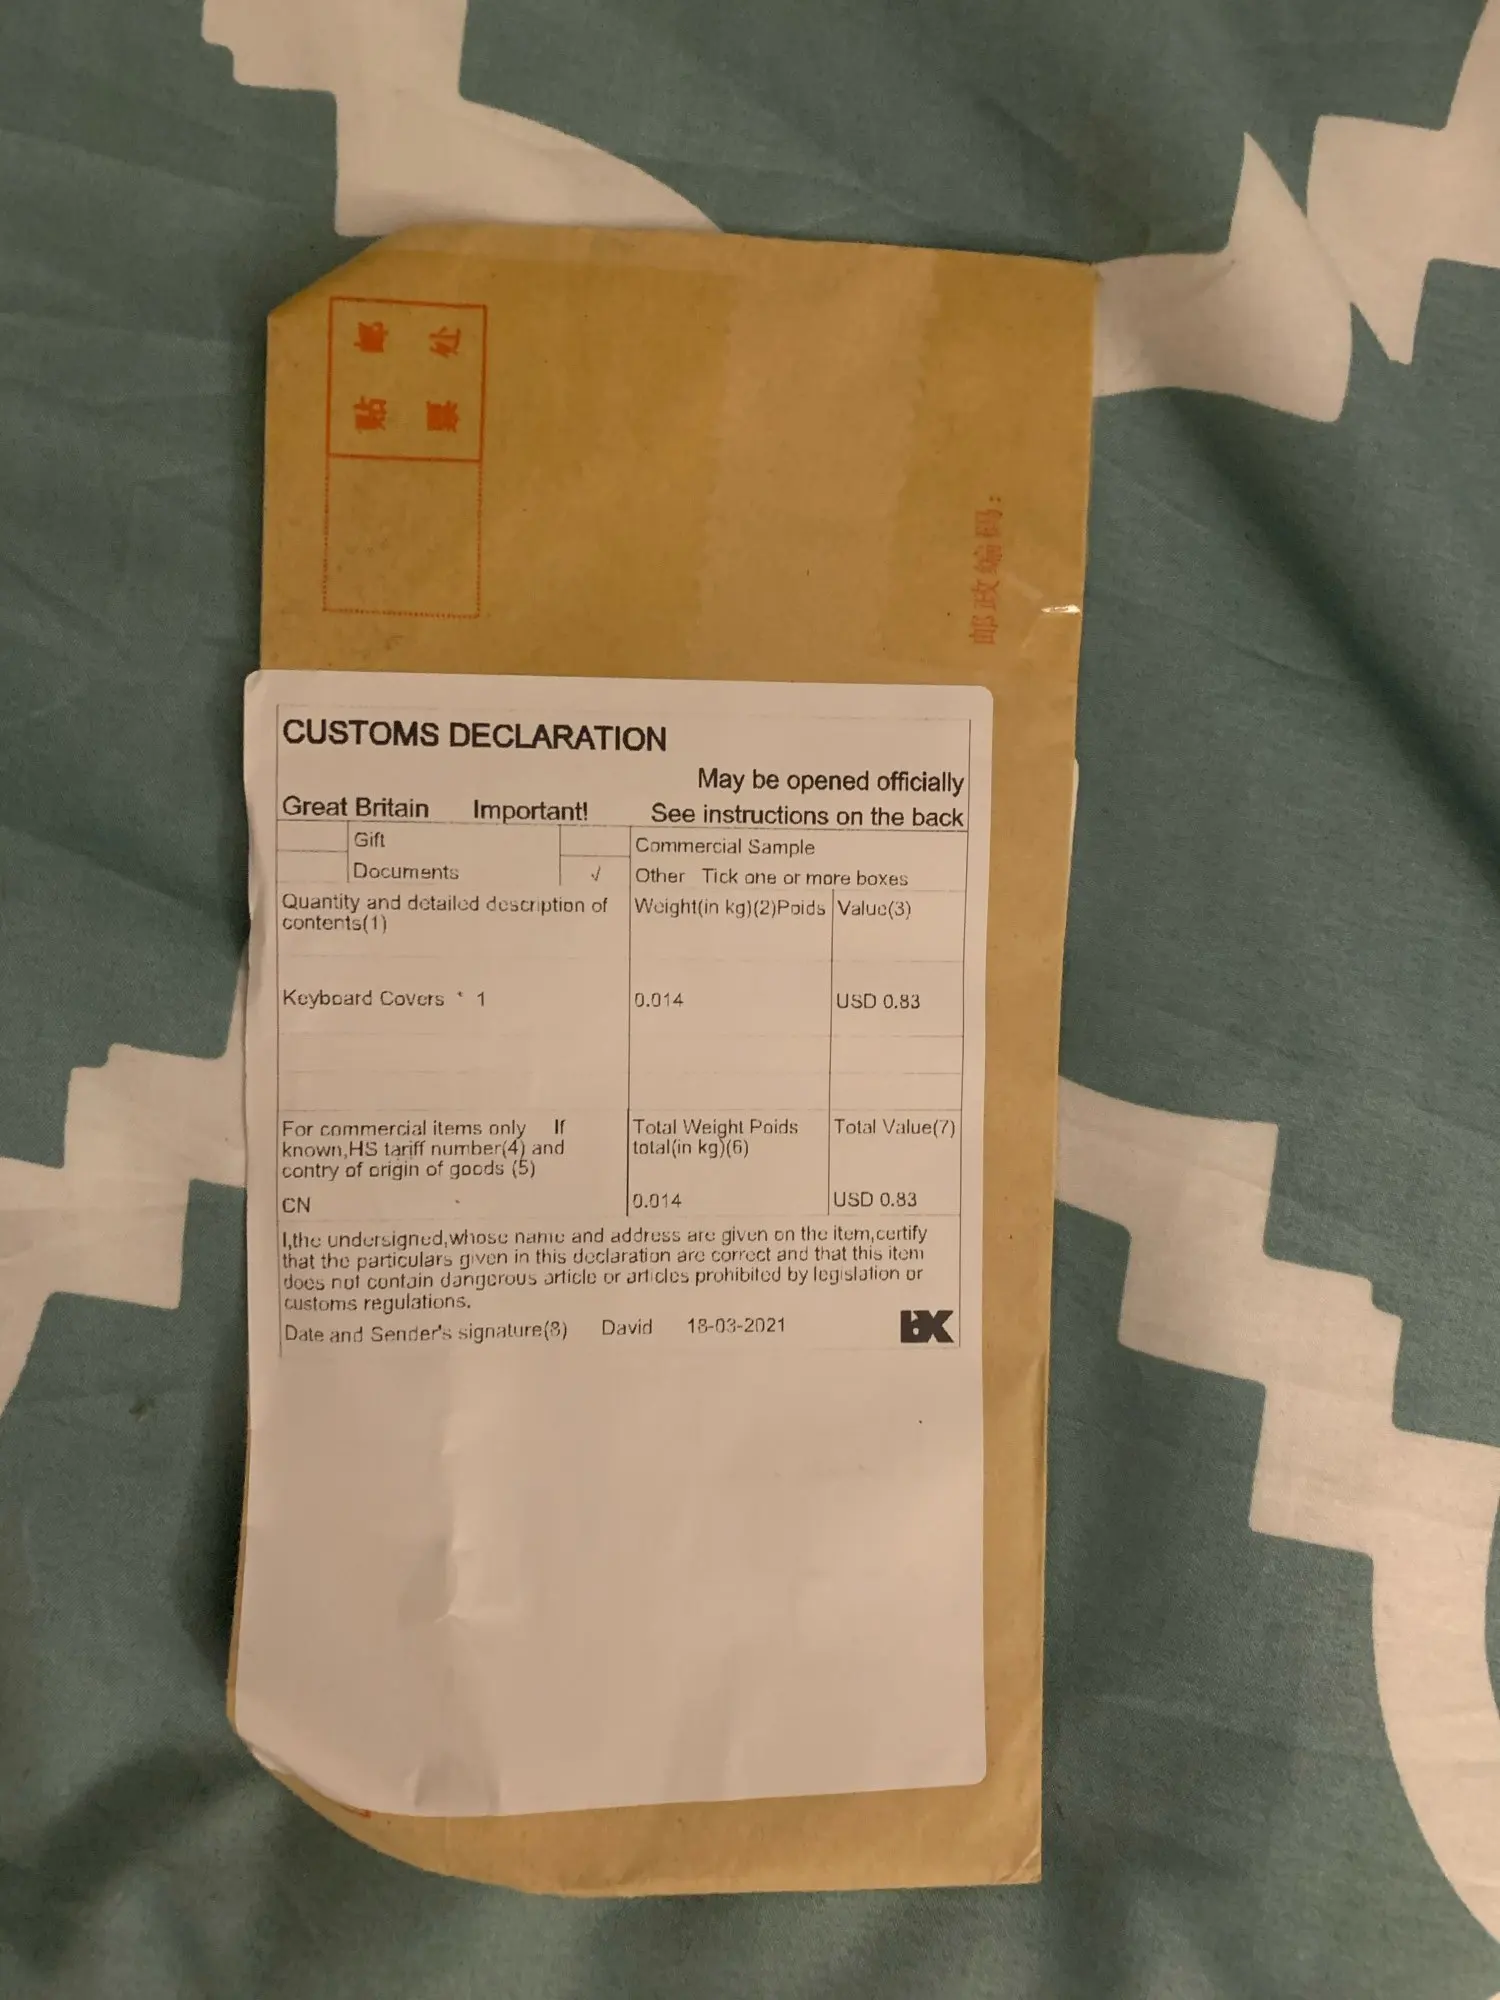 贴邮
票处
邮政编码：
CUSTOMS DECLARATION
May be opened officially
Great Britain Important! See instructions on the back
Gift
Commercial Sample
Documents
√ Other Tick one or more boxes
Quantity and detailed description of
contents(1)
Weight(in kg)(2)Poids
Value(3)
Keyboard Covers * 1
0.014
USD 0.83
For commercial items only If
known,HS tariff number(4) and
contry of origin of goods (5)
Total Weight Poids
total(in kg)(6)
Total Value(7)
CN
0.014
USD 0.83
I,the undersigned,whose name and address are given on the item,certify
that the particulars given in this declaration are correct and that this item
does not contain dangerous article or articles prohibited by legislation or
customs regulations.
Date and Sender's signature(8) David 18-03-2021